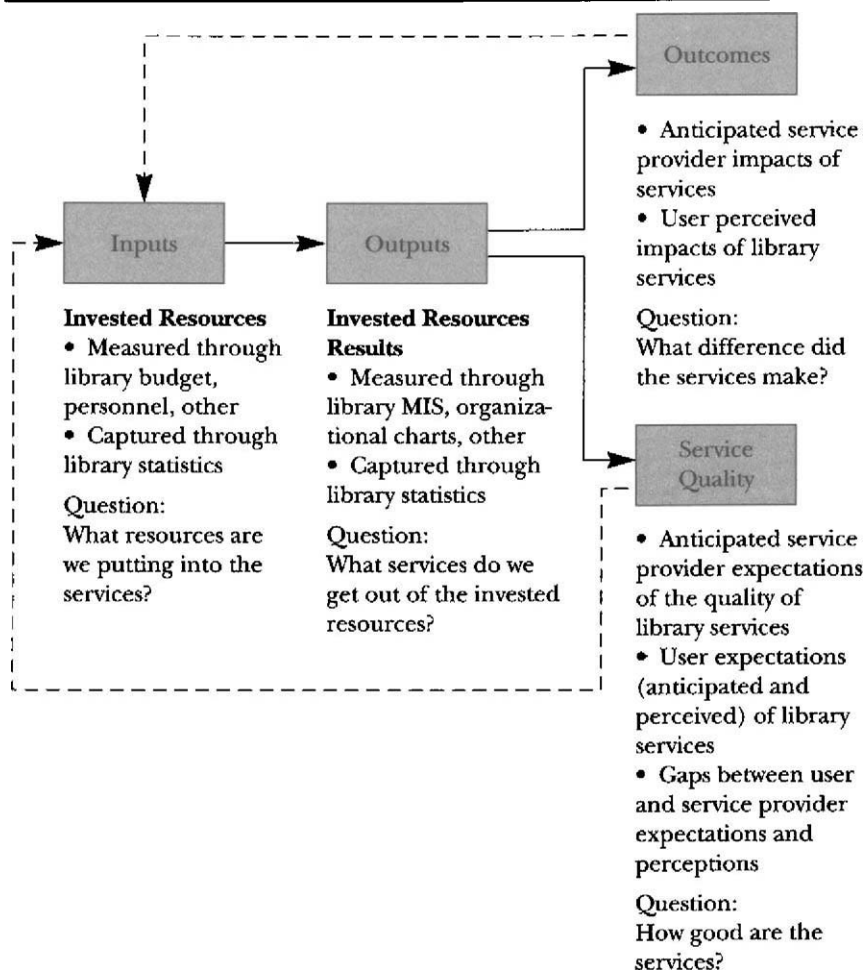 Outcomes
• Anticipated service
provider impacts of
services
• User perceived
impacts of library
services
Question:
What difference did
the services make?
Inputs
Invested Resources
• Measured through
library budget,
personnel, other
• Captured through
library statistics
Question:
What resources are
we putting into the
services?
Outputs
Invested Resources
Results
• Measured through
library MIS, organiza-
tional charts, other
• Captured through
library statistics
Question:
What services do we
get out of the invested
resources?
Service
Quality
• Anticipated service
provider expectations
of the quality of
library services
• User expectations
(anticipated and
perceived) of library
services
• Gaps between user
and service provider
expectations and
perceptions
Question:
How good are the
services?